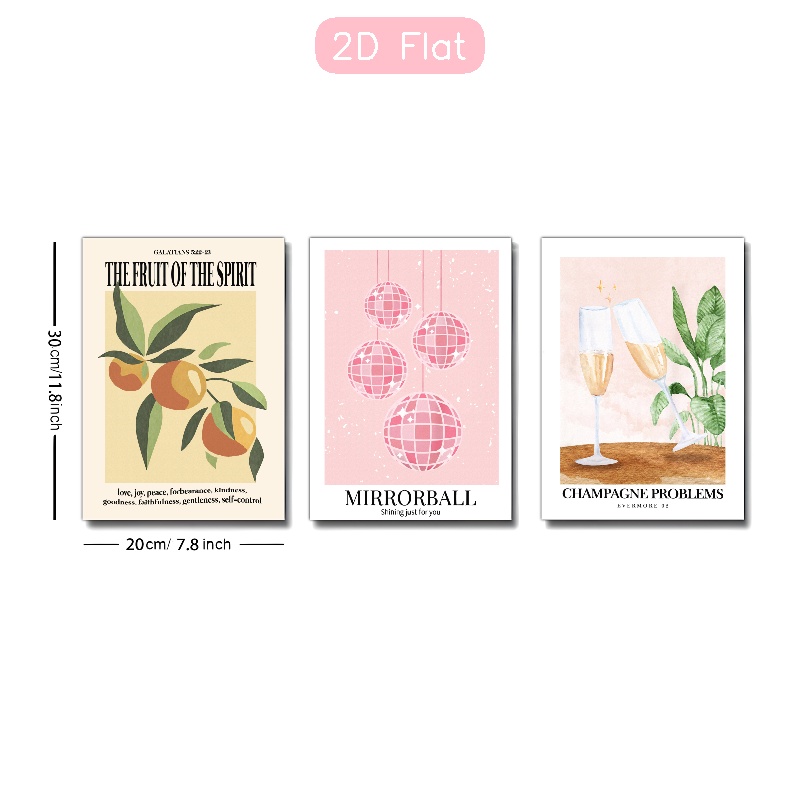 2D Flat
GALATIANS 5:22-23
THE FRUIT OF THE SPIRIT
love, joy, peace, forbearance, kindness,
goodness, faithfulness, gentleness, self-control
MIRRORBALL
Shining just for you
CHAMPAGNE PROBLEMS
EVERMORE
30cm/11.8inch
20cm/ 7.8 inch